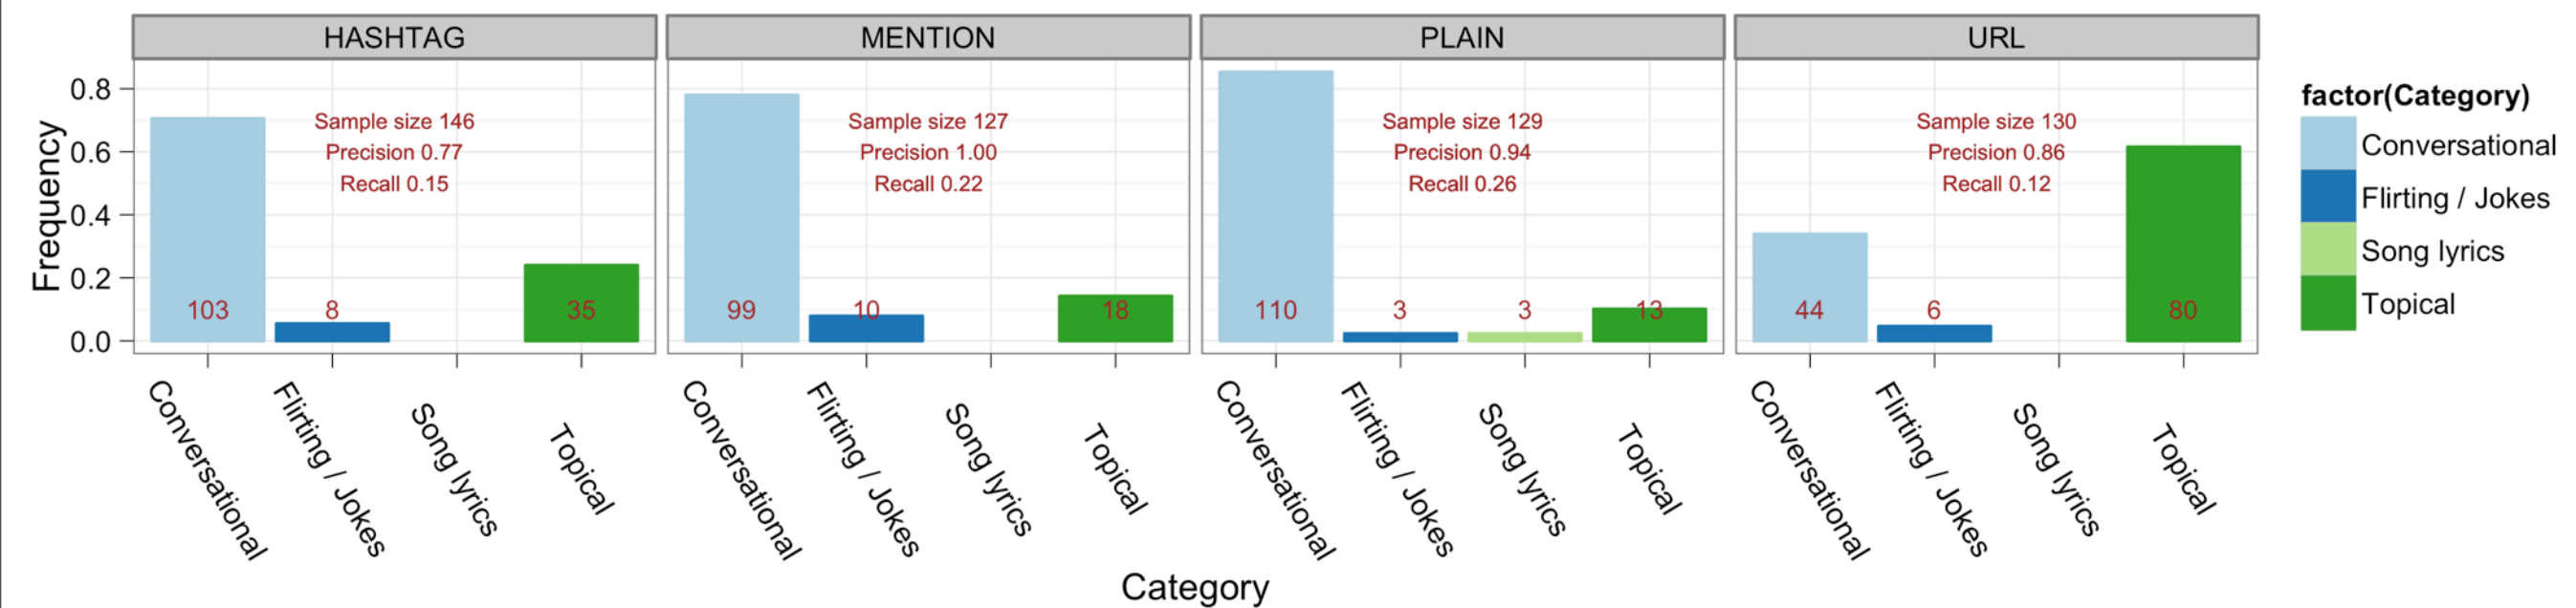 HASHTAG
MENTION
PLAIN
URL
Frequency
0.8
0.6
0.4
0.2
0.0
Sample size 146
Precision 0.77
Recall 0.15
103
8
35
Sample size 127
Precision 1.00
Recall 0.22
99
10
18
Sample size 129
Precision 0.94
Recall 0.26
110
3
3
13
Sample size 130
Precision 0.86
Recall 0.12
44
6
80
Conversational
Flirting / Jokes
Song lyrics
Topical
Conversational
Flirting / Jokes
Song lyrics
Topical
Conversational
Flirting / Jokes
Song lyrics
Topical
Conversational
Flirting / Jokes
Song lyrics
Topical
Category
factor(Category)
Conversational
Flirting / Jokes
Song lyrics
Topical